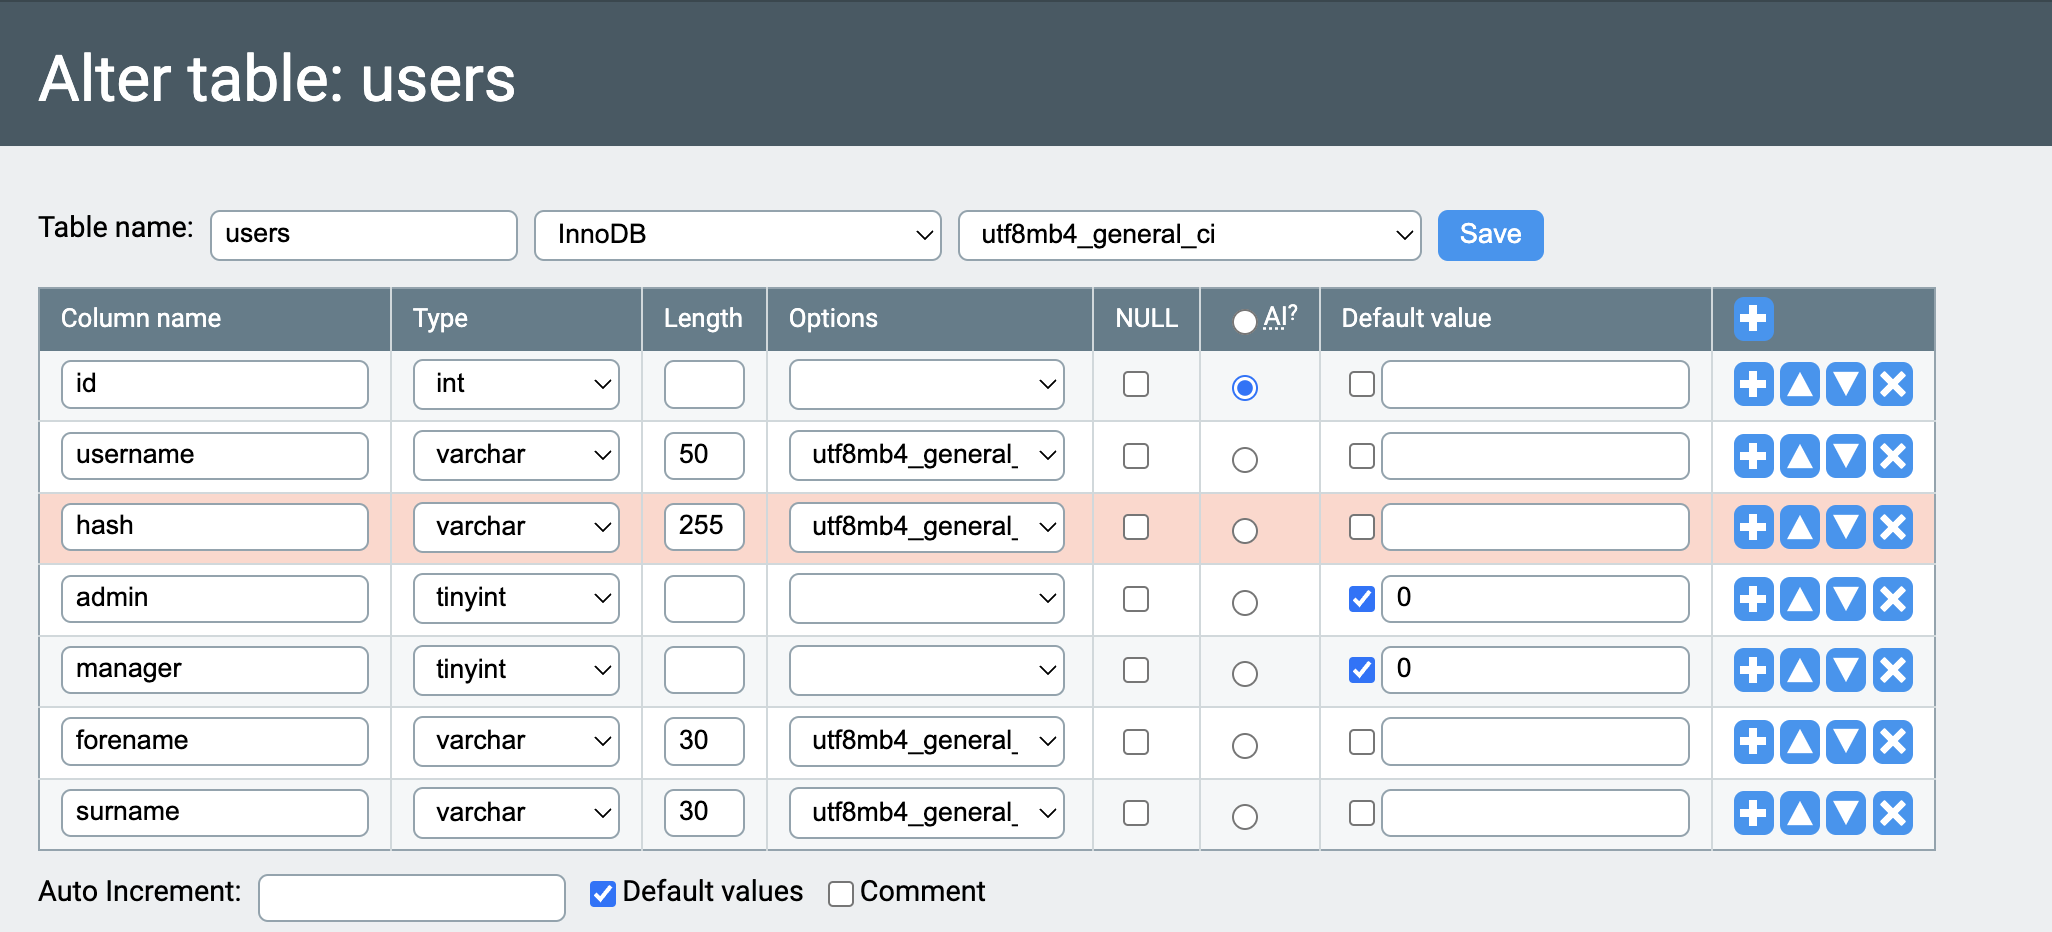 Alter table: users
Table name: users InnoDB utf8mb4_general_ci Save
Column name Type Length Options NULL AI? Default value
id int
username varchar 50 utf8mb4_general_
hash varchar 255 utf8mb4_general_
admin tinyint 0
manager tinyint 0
forename varchar 30 utf8mb4_general_
surname varchar 30 utf8mb4_general_
Auto Increment: Default values Comment